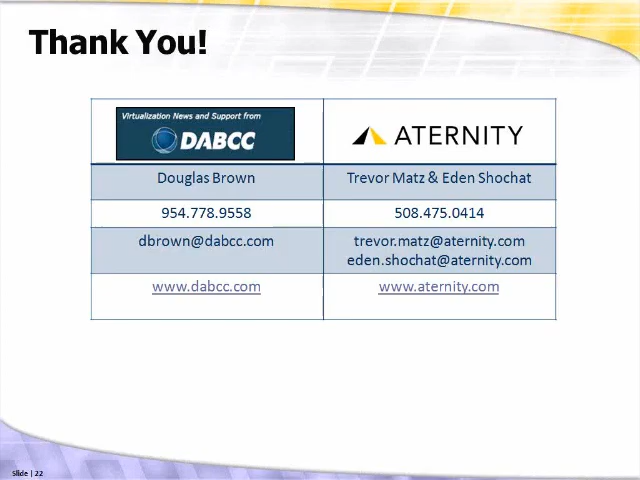 Thank You!
Virtualization News and Support from
DABCC
ATERNITY
Douglas Brown
Trevor Matz & Eden Shochat
954.778.9558
508.475.0414
dbrown@dabcc.com
trevor.matz@aternity.com
eden.shochat@aternity.com
www.dabcc.com
www.aternity.com
Slide | 22